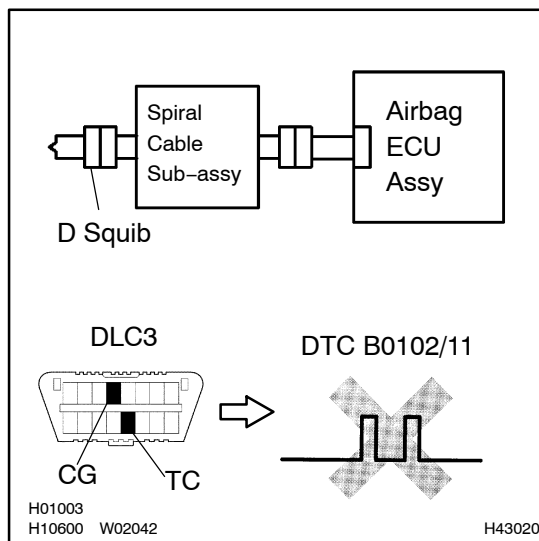 Spiral
Cable
Sub−assy
Airbag
ECU
Assy
D Squib
DLC3
DTC B0102/11
CG
TC
H01003
H10600 W02042
H43020